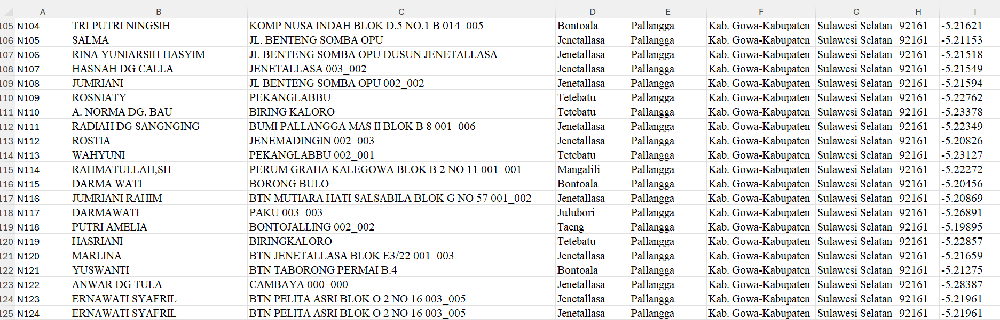 A B C D E F G H I
105 N104 TRI PUTRI NINGSIH KOMP NUSA INDAH BLOK D.5 NO.1 B 014_005 Bontoala Pallangga Kab. Gowa-Kabupaten Sulawesi Selatan 92161 -5.21621
106 N105 SALMA JL. BENTENG SOMBA OPU Jenetallasa Pallangga Kab. Gowa-Kabupaten Sulawesi Selatan 92161 -5.21153
107 N106 RINA YUNIARSIH HASYIM JL BENTENG SOMBA OPU DUSUN JENETALLASA Jenetallasa Pallangga Kab. Gowa-Kabupaten Sulawesi Selatan 92161 -5.21518
108 N107 HASNAH DG CALLA JENETALLASA 003_002 Jenetallasa Pallangga Kab. Gowa-Kabupaten Sulawesi Selatan 92161 -5.21549
109 N108 JUMRIANI JL BENTENG SOMBA OPU 002_002 Jenetallasa Pallangga Kab. Gowa-Kabupaten Sulawesi Selatan 92161 -5.21594
110 N109 ROSNIATY PEKANGLABBU Tetebatu Pallangga Kab. Gowa-Kabupaten Sulawesi Selatan 92161 -5.22762
111 N110 A. NORMA DG. BAU BIRING KALORO Tetebatu Pallangga Kab. Gowa-Kabupaten Sulawesi Selatan 92161 -5.23378
112 N111 RADIAH DG SANGNGING BUMI PALLANGGA MAS II BLOK B 8 001_006 Jenetallasa Pallangga Kab. Gowa-Kabupaten Sulawesi Selatan 92161 -5.22349
113 N112 ROSTIA JENEMADINGIN 002_003 Jenetallasa Pallangga Kab. Gowa-Kabupaten Sulawesi Selatan 92161 -5.20826
114 N113 WAHYUNI PEKANGLABBU 002_001 Tetebatu Pallangga Kab. Gowa-Kabupaten Sulawesi Selatan 92161 -5.23127
115 N114 RAHMATULLAH,SH PERUM GRAHA KALEGOWA BLOK B 2 NO 11 001_001 Mangalili Pallangga Kab. Gowa-Kabupaten Sulawesi Selatan 92161 -5.22272
116 N115 DARMA WATI BORONG BULO Bontoala Pallangga Kab. Gowa-Kabupaten Sulawesi Selatan 92161 -5.20456
117 N116 JUMRIANI RAHIM BTN MUTIARA HATI SALSABILA BLOK G NO 57 001_002 Jenetallasa Pallangga Kab. Gowa-Kabupaten Sulawesi Selatan 92161 -5.20869
118 N117 DARMAWATI PAKU 003_003 Julubori Pallangga Kab. Gowa-Kabupaten Sulawesi Selatan 92161 -5.26891
119 N118 PUTRI AMELIA BONTOJALLING 002_002 Taeng Pallangga Kab. Gowa-Kabupaten Sulawesi Selatan 92161 -5.19895
120 N119 HASRIANI BIRINGKALORO Tetebatu Pallangga Kab. Gowa-Kabupaten Sulawesi Selatan 92161 -5.22857
121 N120 MARLINA BTN JENETALLASA BLOK E3/22 001_003 Jenetallasa Pallangga Kab. Gowa-Kabupaten Sulawesi Selatan 92161 -5.21659
122 N121 YUSWANTI BTN TABORONG PERMAI B.4 Bontoala Pallangga Kab. Gowa-Kabupaten Sulawesi Selatan 92161 -5.21275
123 N122 ANWAR DG TULA CAMBAYA 000_000 Jenetallasa Pallangga Kab. Gowa-Kabupaten Sulawesi Selatan 92161 -5.28387
124 N123 ERNAWATI SYAFRIL BTN PELITA ASRI BLOK O 2 NO 16 003_005 Jenetallasa Pallangga Kab. Gowa-Kabupaten Sulawesi Selatan 92161 -5.21961
125 N124 ERNAWATI SYAFRIL BTN PELITA ASRI BLOK O 2 NO 16 003_005 Jenetallasa Pallangga Kab. Gowa-Kabupaten Sulawesi Selatan 92161 -5.21961